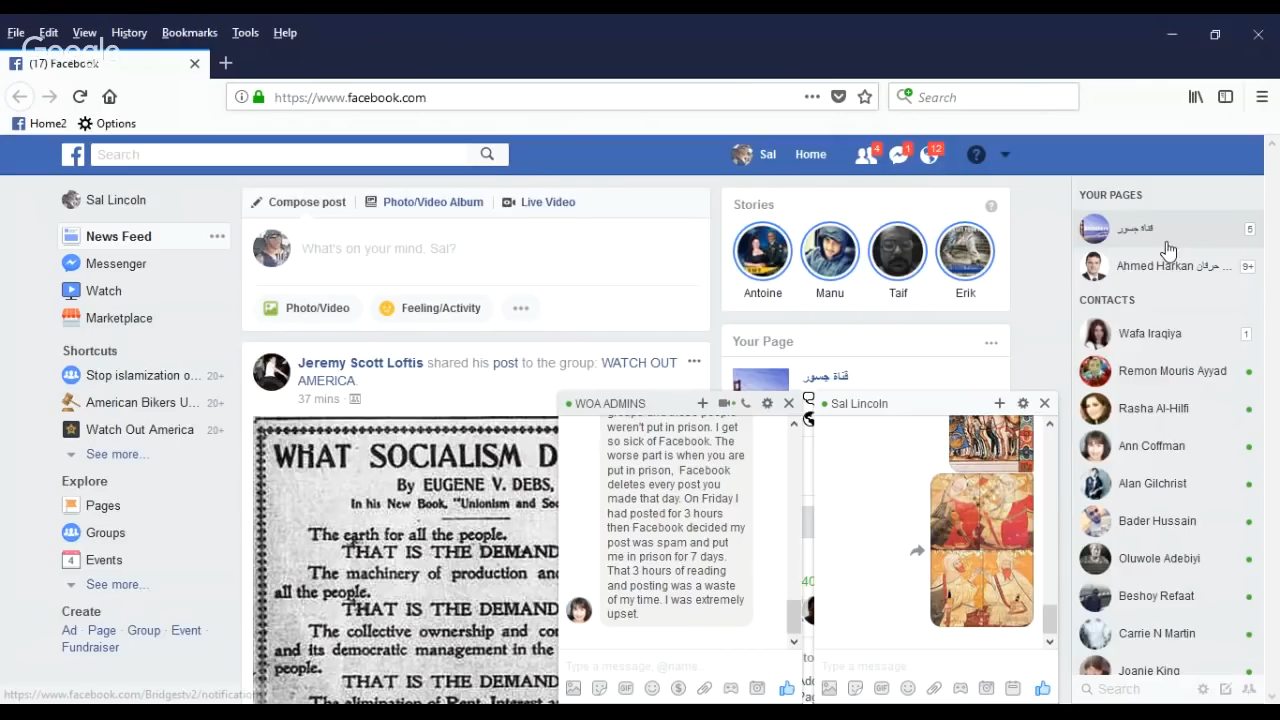 File Edit View History Bookmarks Tools Help
Google
(17) Facebook
https://www.facebook.com
Search
Home2 Options
Search
Sal Home 4 1 12
Sal Lincoln
News Feed
Messenger
Watch
Marketplace
Shortcuts
Stop islamization o... 20+
American Bikers U... 20+
Watch Out America 20+
See more...
Explore
Pages
Groups
4 Events
See more...
Create
Ad · Page · Group · Event ·
Fundraiser
https://www.facebook.com/Bridgestv2/notification
Compose post Photo/Video Album Live Video
What's on your mind, Sal?
Photo/Video Feeling/Activity
Jeremy Scott Loftis shared his post to the group: WATCH OUT
AMERICA.
37 mins ·
WHAT SOCIALISM D
By EUGENE V. DEBS,
In his New Book, "Unionism and Soc
The earth for all the people.
THAT IS THE DEMAND
The machinery of production and
all the people.
THAT IS THE DEMAND
The collective ownership and con
and its democratic management in the
people.
THAT IS THE DEMAND
The elimination of Rent, Interest
Stories
Antoine Manu Taif Erik
Your Page
قناة جسور
WOA ADMINS
weren't put in prison. I get
so sick of Facebook. The
worse part is when you are
put in prison, Facebook
deletes every post you
made that day. On Friday I
had posted for 3 hours
then Facebook decided my
post was spam and put
me in prison for 7 days.
That 3 hours of reading
and posting was a waste
of my time. I was extremely
upset.
Type a message, @name.
Sal Lincoln
Type a message
YOUR PAGES
قناة جسور 5
Ahmed Harkan حرقان ... 9+
CONTACTS
Wafa Iraqiya 1
Remon Mouris Ayyad
Rasha Al-Hilfi
Ann Coffman
Alan Gilchrist
Bader Hussain
Oluwole Adebiyi
Beshoy Refaat
Carrie N Martin
Joanie King
Search